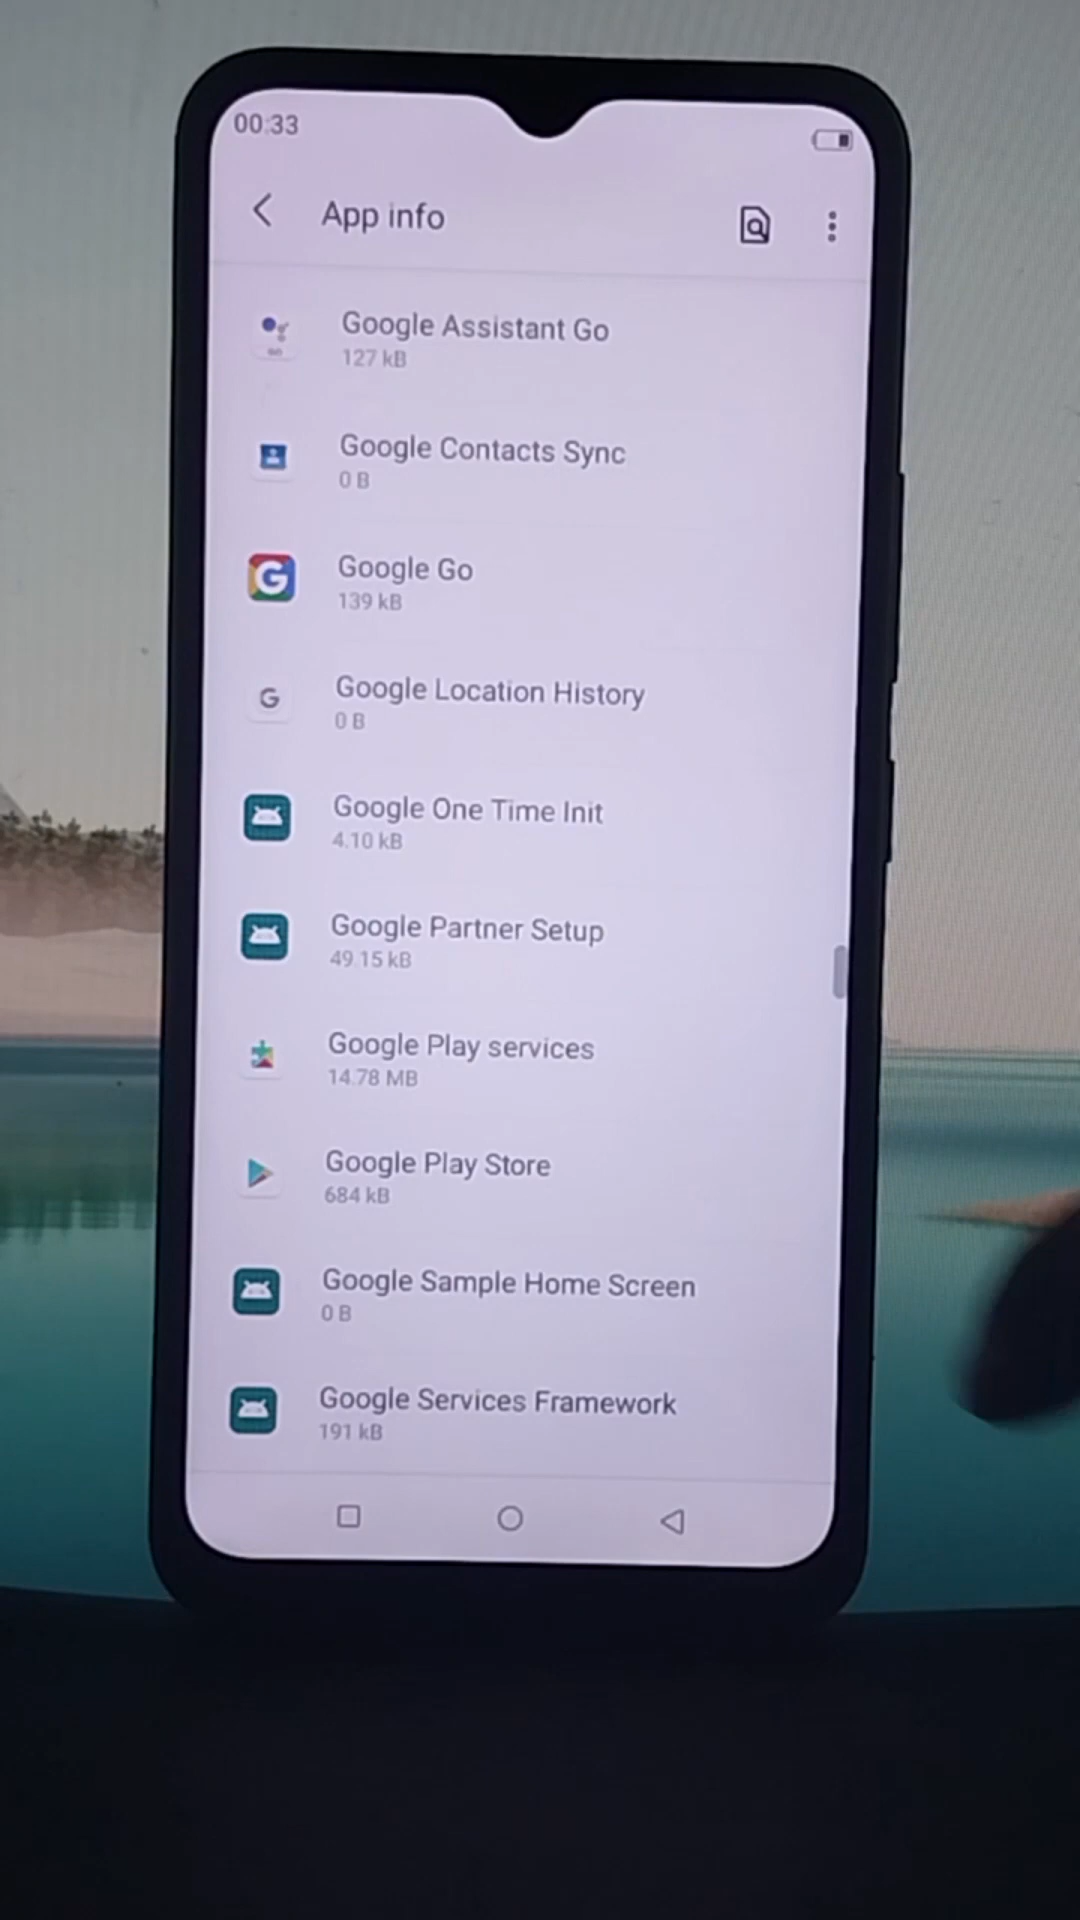 00:33
App info
Google Assistant Go
127 kB
Google Contacts Sync
0 B
Google Go
139 kB
Google Location History
0 B
Google One Time Init
4.10 kB
Google Partner Setup
49.15 kB
Google Play services
14.78 MB
Google Play Store
684 kB
Google Sample Home Screen
0 B
Google Services Framework
191 kB